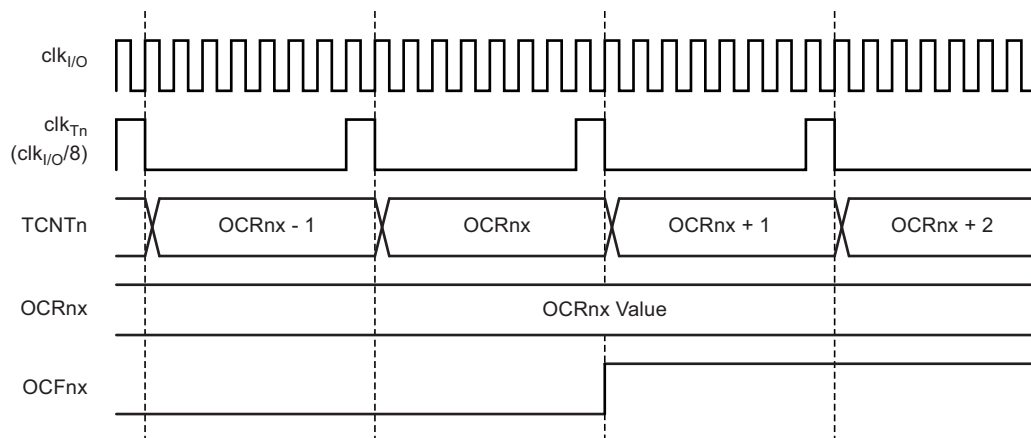 clkI/O
clkTn
(clkI/O/8)
TCNTn
OCRnx - 1
OCRnx
OCRnx + 1
OCRnx + 2
OCRnx
OCRnx Value
OCFnx